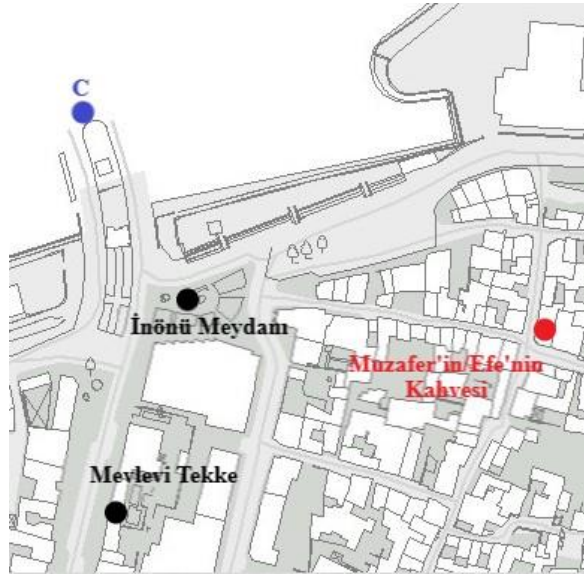 C
İnönü Meydanı
Muzafer'in/Efe'nin
Kahvesi
Mevlevi Tekke